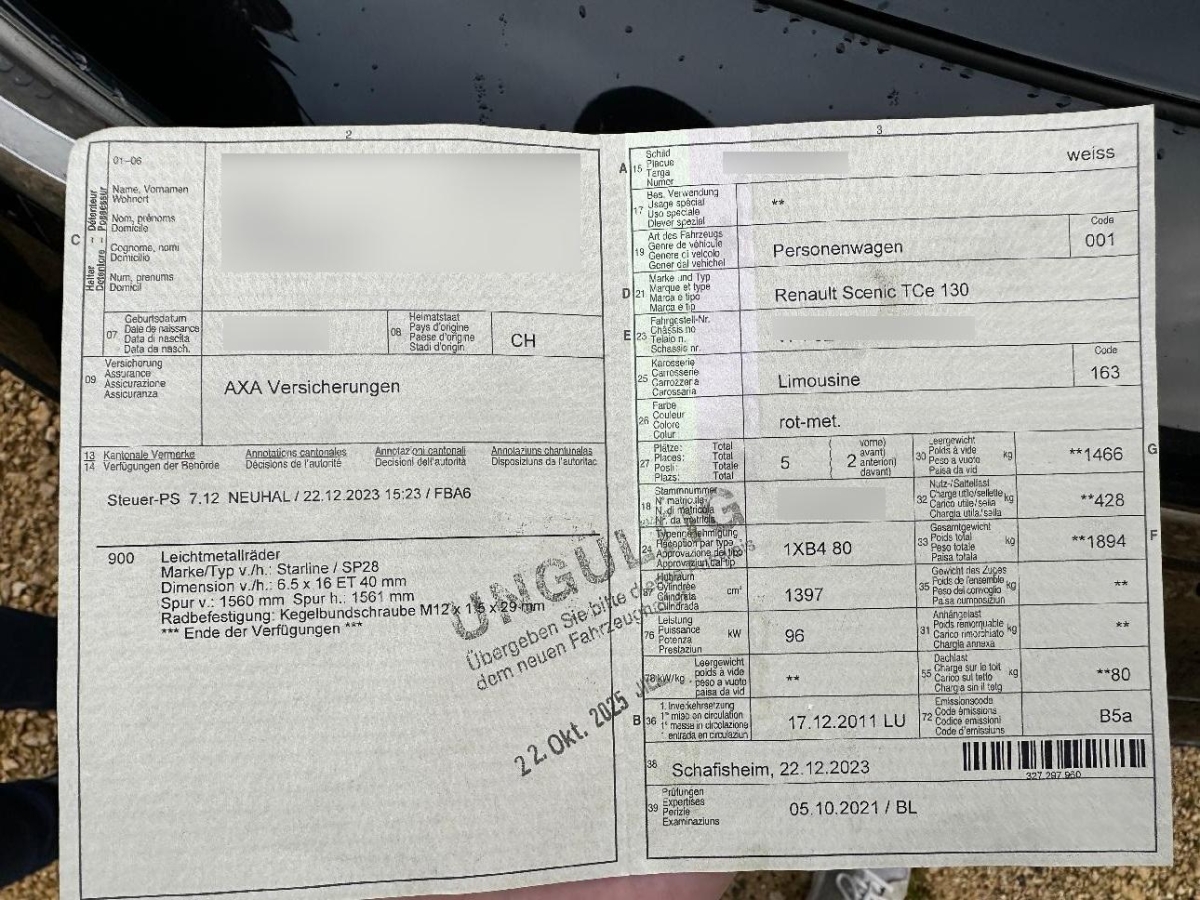 2
01-06
Name, Vornamen
Wohnort
Nom, prénoms
Domicile
Cognome, nomi
Domicilio
Num, prenums
Domicil
C
Halter – Détenteur
Detentore – Possessur
07
Geburtsdatum
Date de naissance
Data di nascita
Data da nasch.
08
Heimatstaat
Pays d'origine
Paese d'origine
Stadi d'origin
CH
09
Versicherung
Assurance
Assicurazione
Assicuranza
AXA Versicherungen
13 Kantonale Vermerke Annotations cantonales Annotazioni cantonali Annotaziuns chantunalas
14 Verfügungen der Behörde Décisions de l'autorité Decisioni dell'autorità Disposiziuns da l'autoritad
Steuer-PS 7.12 NEUHAL / 22.12.2023 15:23 / FBA6
900 Leichtmetallräder
Marke/Typ v./h.: Starline / SP28
Dimension v./h.: 6.5 x 16 ET 40 mm
Spur v.: 1560 mm Spur h.: 1561 mm
Radbefestigung: Kegelbundschraube M12 x 1.5 x 29 mm
*** Ende der Verfügungen ***
UNGÜLTIG
Übergeben Sie bitte
dem neuen
22. Okt. 2025
3
A 15
Schild
Plaque
Targa
Numer
weiss
17
Bes. Verwendung
Usage spécial
Uso speciale
Diever spezial
**
19
Art des Fahrzeugs
Genre de véhicule
Genere di veicolo
Gener dal vehichel
Personenwagen
Code
001
D 21
Marke und Typ
Marque et type
Marca e tipo
Marca e tip
Renault Scenic TCe 130
E 23
Fahrgestell-Nr.
Châssis no
Telaio n.
Schassis nr.
25
Karosserie
Carrosserie
Carrozzeria
Carossaria
Limousine
Code
163
26
Farbe
Couleur
Colore
Colur
rot-met.
27
Plätze: Total
Places: Total
Posti: Totale
Plazs: Total
5
( 2
vorne)
avant)
anteriori)
davant)
30
Leergewicht
Poids à vide
Peso a vuoto
Paisa da vid
kg
**1466
G
18
Stammnummer
N° matricule
N. di matricola
Nr. da matricla
32
Nutz-/Sattellast
Charge utile/sellette
Carico utile/sella
Chargia utila/sella
kg
**428
24
Typengenehmigung
Réception par type
Approvazione del tipo
Approvaziun dal tip
1XB4 80
33
Gesamtgewicht
Poids total
Peso totale
Paisa totala
kg
**1894
F
37
Hubraum
Cylindrée
Cilindrata
Cilindrada
cm³
1397
35
Gewicht des Zuges
Poids de l'ensemble
Peso del convoglio
Paisa cumposiziun
kg
**
76
Leistung
Puissance
Potenza
Prestaziun
kW
96
31
Anhängelast
Poids remorquable
Carico rimorchiato
Chargia annexa
kg
**
78 kW/kg
Leergewicht
poids à vide
peso a vuoto
paisa da vid
**
55
Dachlast
Charge sur le toit
Carico sul tetto
Chargia sin il tetg
kg
**80
B 36
1. Inverkehrsetzung
1re mise en circulation
1a messa in circolazione
1. entrada en circulaziun
17.12.2011 LU
72
Emissionscode
Code émissions
Codice emissioni
Code d'emissiuns
B5a
38
Schafisheim, 22.12.2023
327 297 960
39
Prüfungen
Expertises
Perizie
Examinaziuns
05.10.2021 / BL